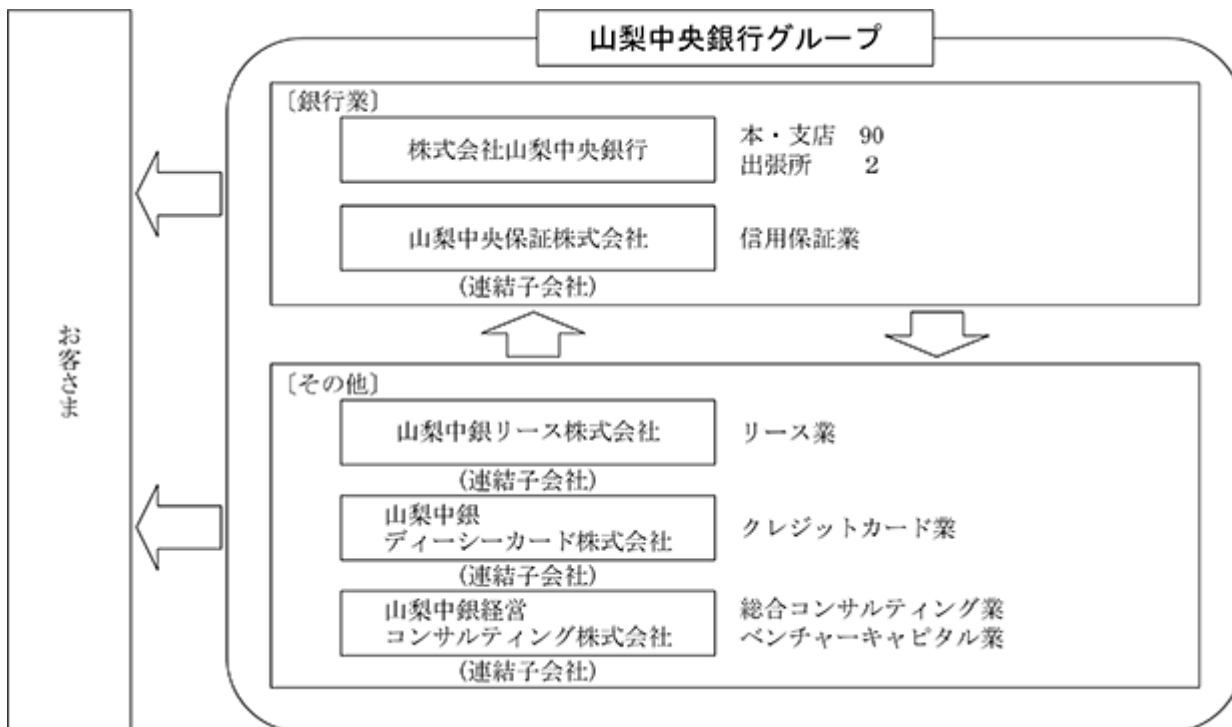 山梨中央銀行グループ
〔銀行業〕
株式会社山梨中央銀行
本・支店 90
出張所 2
山梨中央保証株式会社
信用保証業
(連結子会社)
お客さま
〔その他〕
山梨中銀リース株式会社
リース業
(連結子会社)
山梨中銀
ディーシーカード株式会社
クレジットカード業
(連結子会社)
山梨中銀経営
コンサルティング株式会社
総合コンサルティング業
ベンチャーキャピタル業
(連結子会社)